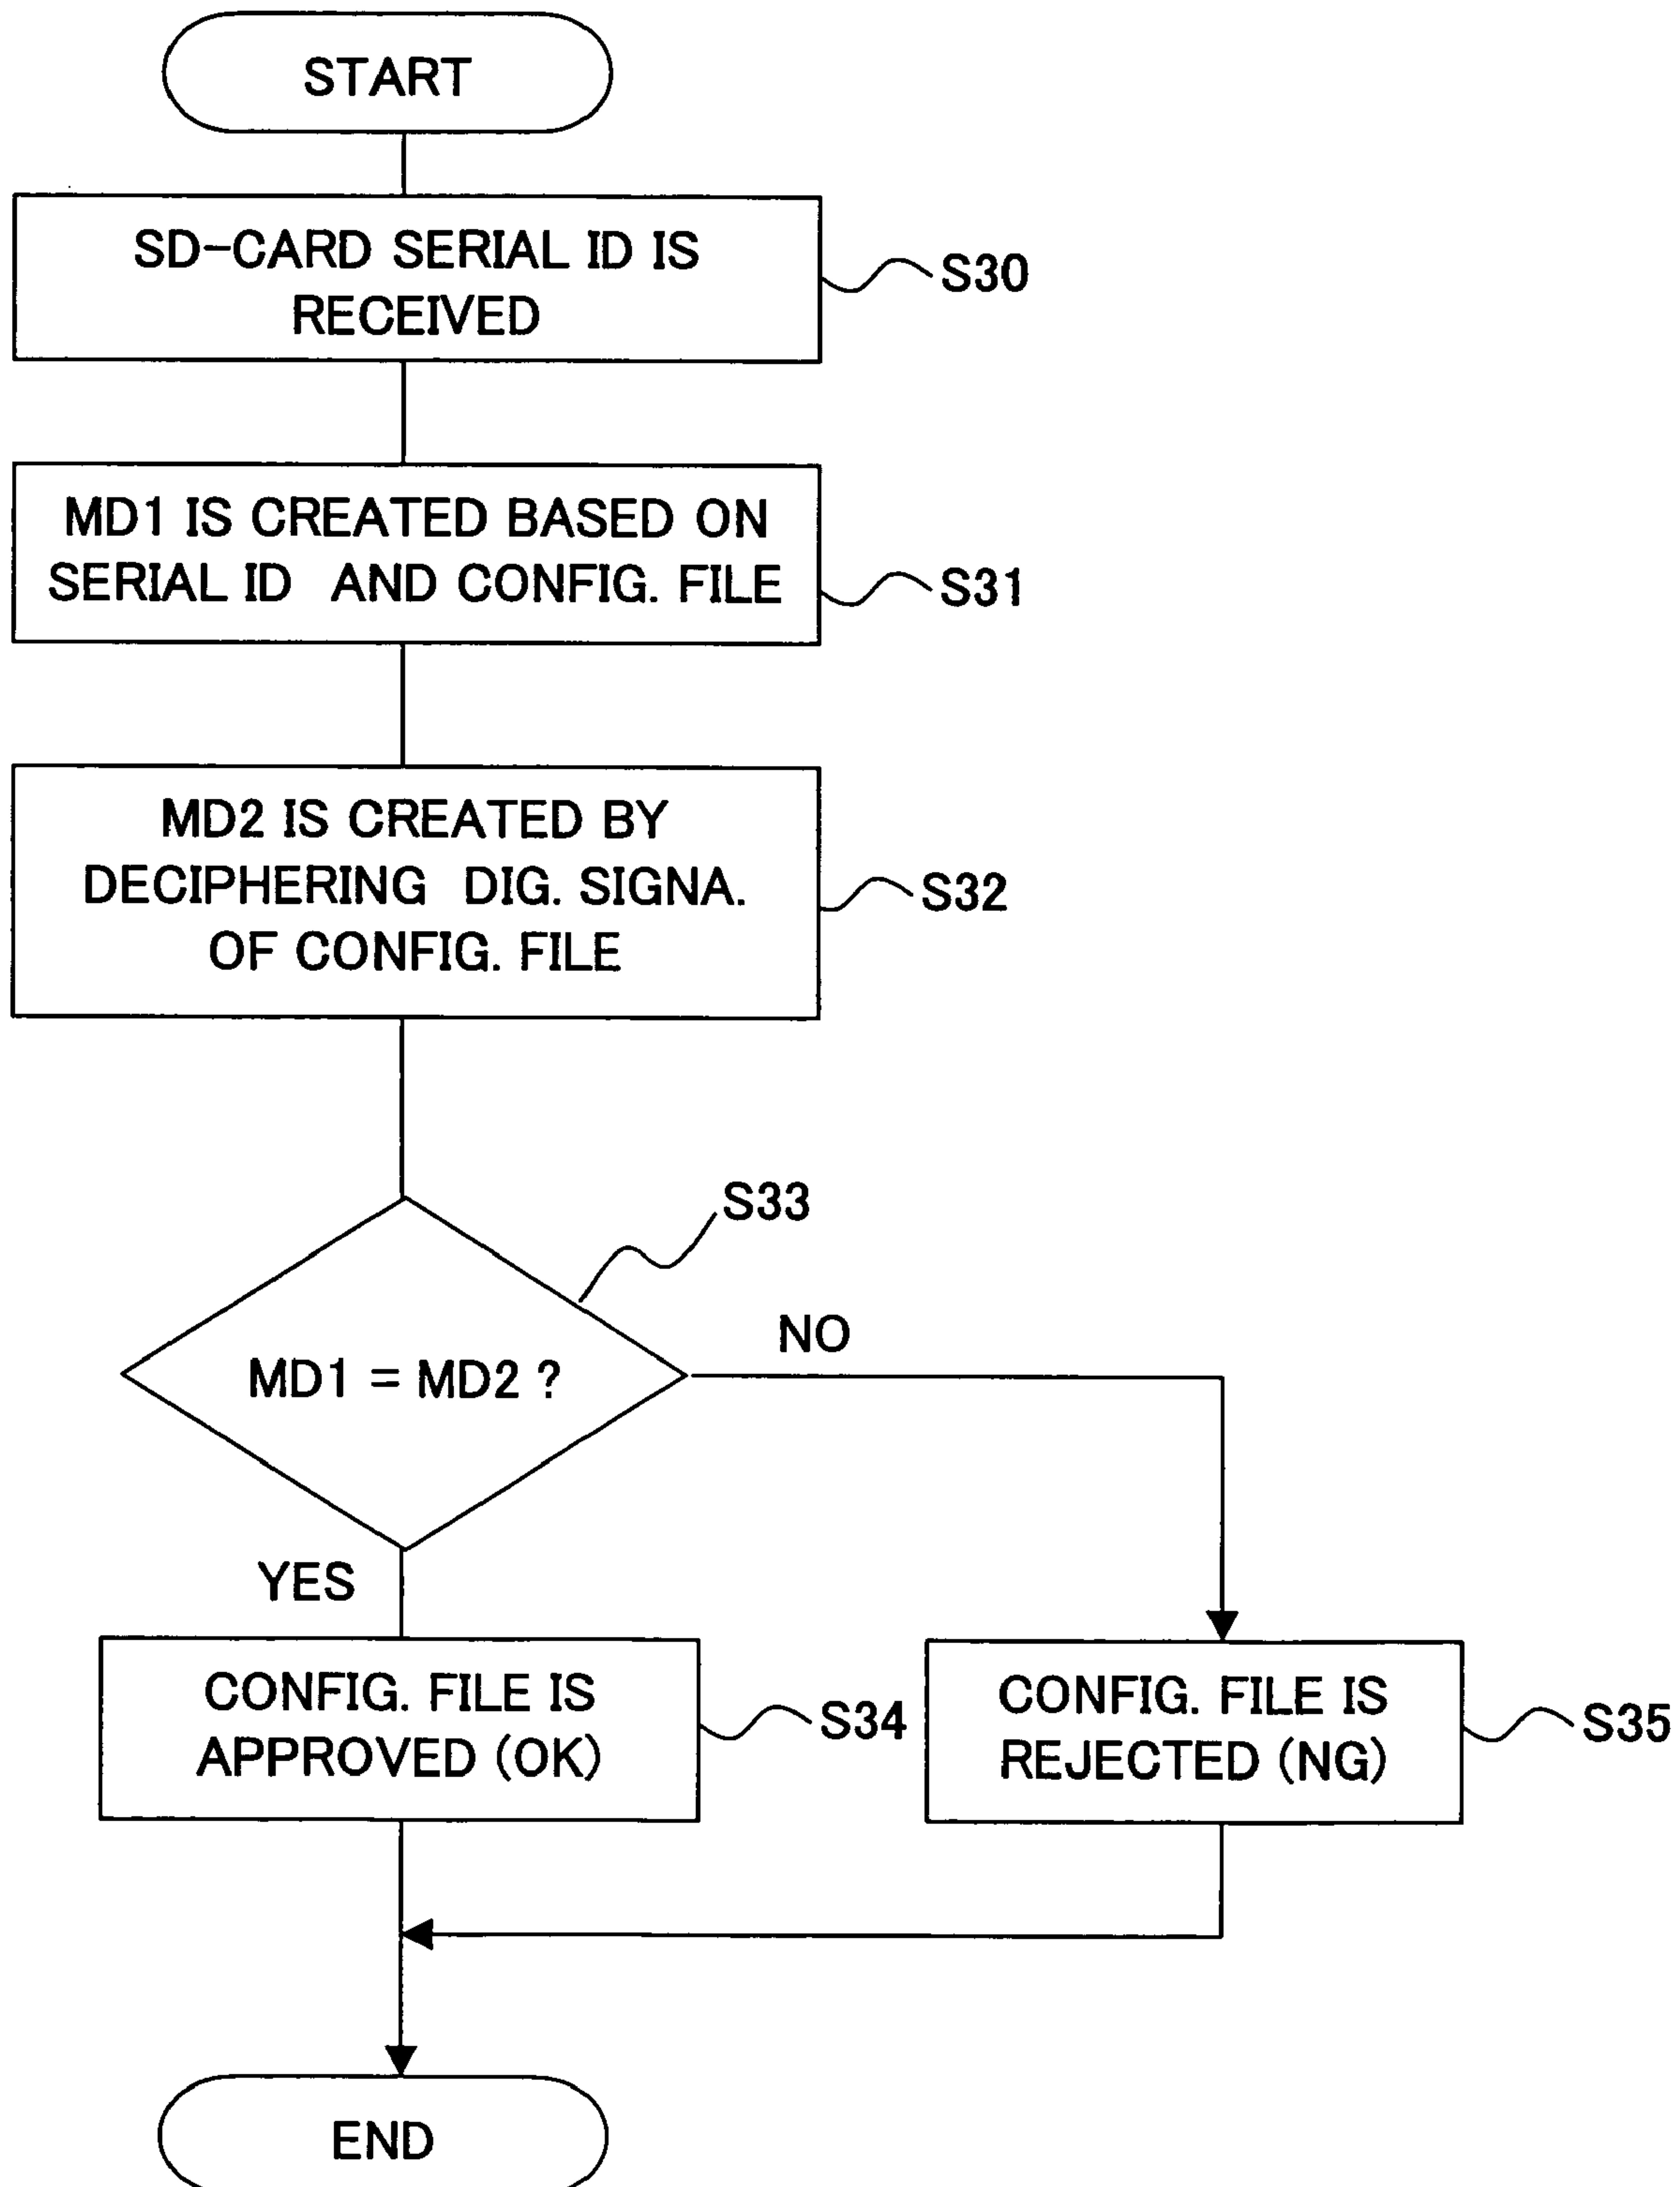 START
SD-CARD SERIAL ID IS
RECEIVED
S30
MD1 IS CREATED BASED ON
SERIAL ID AND CONFIG. FILE
S31
MD2 IS CREATED BY
DECIPHERING DIG. SIGNA.
OF CONFIG. FILE
S32
S33
MD1 = MD2 ?
NO
YES
CONFIG. FILE IS
APPROVED (OK)
S34
CONFIG. FILE IS
REJECTED (NG)
S35
END